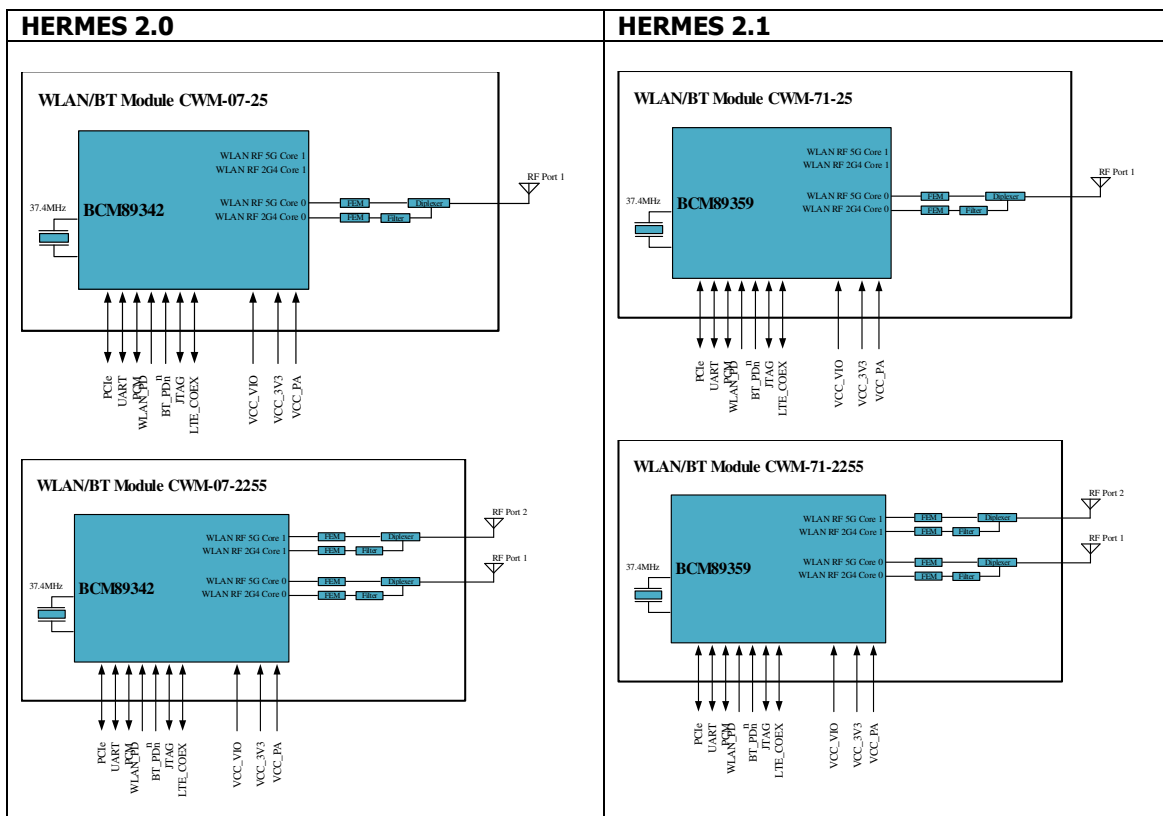 HERMES 2.0
WLAN/BT Module CWM-07-25
WLAN RF 5G Core 1
WLAN RF 2G4 Core 1
RF Port 1
37.4MHz
BCM89342
WLAN RF 5G Core 0
WLAN RF 2G4 Core 0
FEM
Diplexer
FEM
Filter
PCIe
UART
PCM
WLAN_PD
n
BT_PDn
JTAG
LTE_COEX
VCC_VIO
VCC_3V3
VCC_PA
WLAN/BT Module CWM-07-2255
RF Port 2
WLAN RF 5G Core 1
WLAN RF 2G4 Core 1
FEM
Diplexer
FEM
Filter
RF Port 1
37.4MHz
BCM89342
WLAN RF 5G Core 0
WLAN RF 2G4 Core 0
FEM
Diplexer
FEM
Filter
PCIe
UART
PCM
WLAN_PD
n
BT_PDn
JTAG
LTE_COEX
VCC_VIO
VCC_3V3
VCC_PA
HERMES 2.1
WLAN/BT Module CWM-71-25
WLAN RF 5G Core 1
WLAN RF 2G4 Core 1
RF Port 1
37.4MHz
BCM89359
WLAN RF 5G Core 0
WLAN RF 2G4 Core 0
FEM
Diplexer
FEM
Filter
PCIe
UART
PCM
WLAN_PD
n
BT_PDn
JTAG
LTE_COEX
VCC_VIO
VCC_3V3
VCC_PA
WLAN/BT Module CWM-71-2255
RF Port 2
WLAN RF 5G Core 1
WLAN RF 2G4 Core 1
FEM
Diplexer
FEM
Filter
RF Port 1
37.4MHz
BCM89359
WLAN RF 5G Core 0
WLAN RF 2G4 Core 0
FEM
Diplexer
FEM
Filter
PCIe
UART
PCM
WLAN_PD
n
BT_PDn
JTAG
LTE_COEX
VCC_VIO
VCC_3V3
VCC_PA